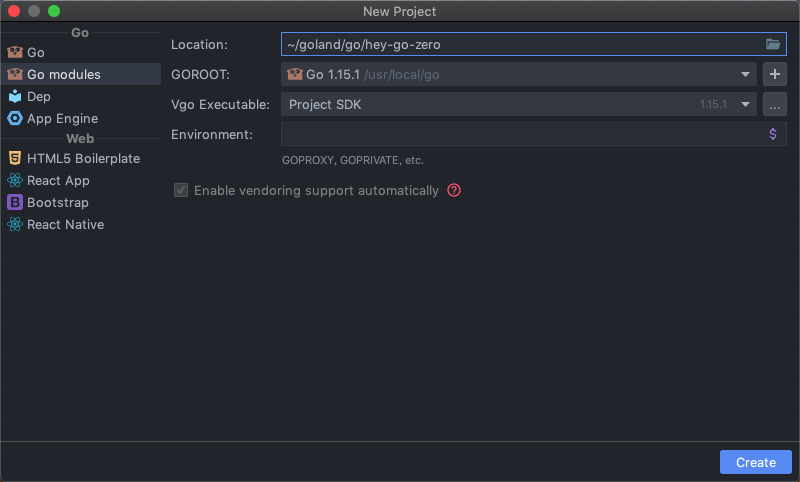 New Project
Go
Go
Go modules
Dep
App Engine
Web
HTML5 Boilerplate
React App
Bootstrap
React Native
Location: ~/goland/go/hey-go-zero
GOROOT: Go 1.15.1 /usr/local/go
Vgo Executable: Project SDK 1.15.1 ...
Environment: $
GOPROXY, GOPRIVATE, etc.
Enable vendoring support automatically ?
Create